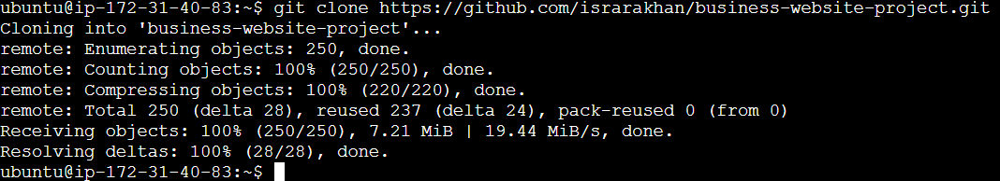 ubuntu@ip-172-31-40-83:~$ git clone https://github.com/israrakhan/business-website-project.git
Cloning into 'business-website-project'...
remote: Enumerating objects: 250, done.
remote: Counting objects: 100% (250/250), done.
remote: Compressing objects: 100% (220/220), done.
remote: Total 250 (delta 28), reused 237 (delta 24), pack-reused 0 (from 0)
Receiving objects: 100% (250/250), 7.21 MiB | 19.44 MiB/s, done.
Resolving deltas: 100% (28/28), done.
ubuntu@ip-172-31-40-83:~$